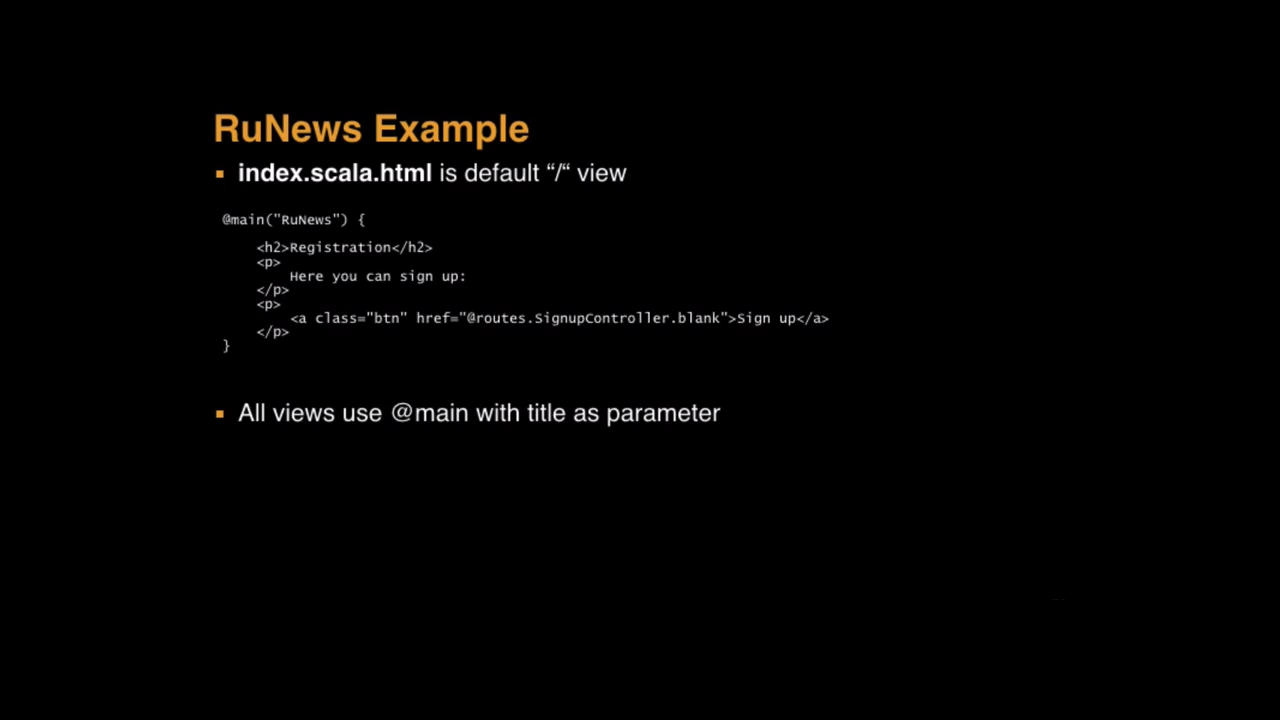 RuNews Example
▪ index.scala.html is default “/“ view
@main("RuNews") {
<h2>Registration</h2>
<p>
Here you can sign up:
</p>
<p>
<a class="btn" href="@routes.SignupController.blank">Sign up</a>
</p>
}
▪ All views use @main with title as parameter